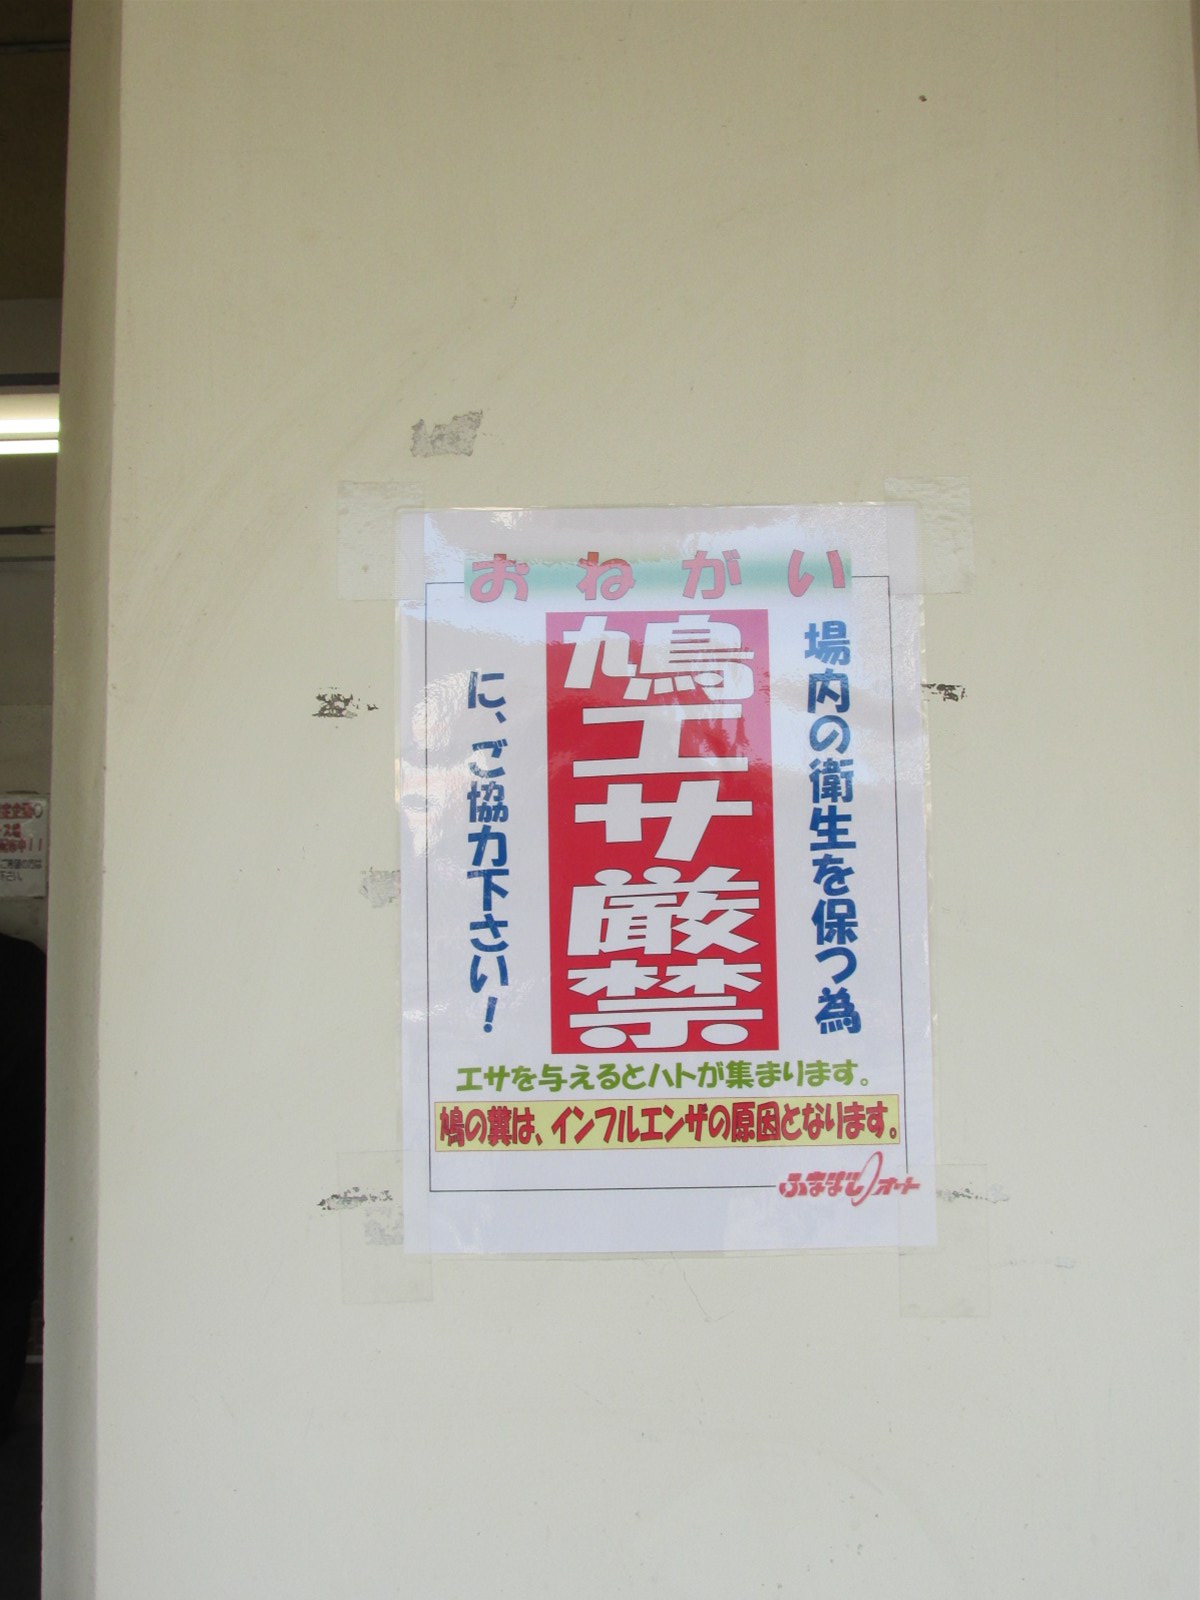 おねがい
場内の衛生を保つ為
鳩エサ厳禁
に、ご協力下さい!
エサを与えるとハトが集まります。
鳩の糞は、インフルエンザの原因となります。
ふなばしオート